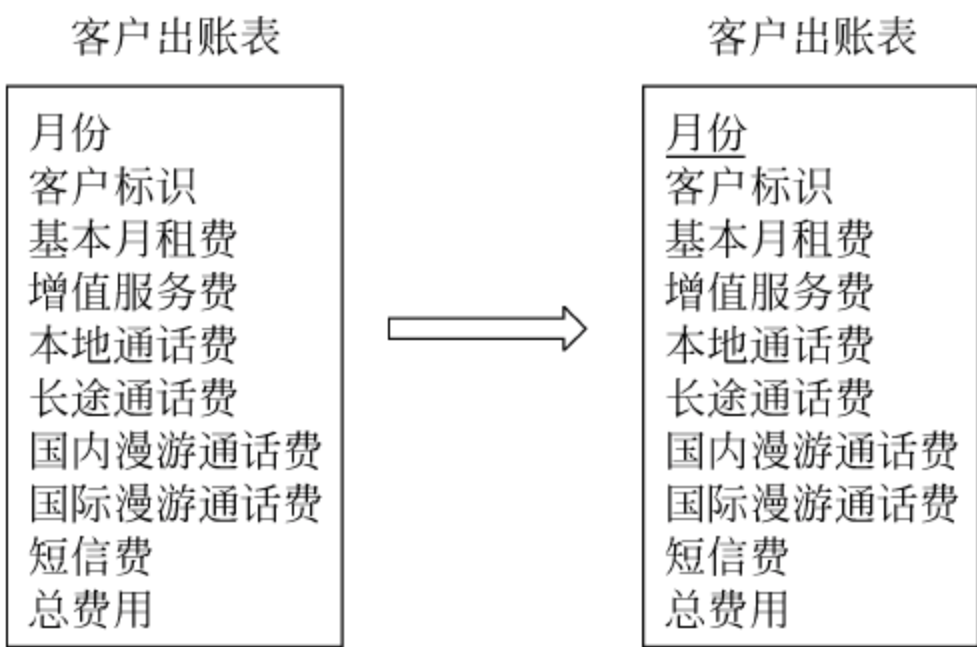 客户出账表
月份
客户标识
基本月租费
增值服务费
本地通话费
长途通话费
国内漫游通话费
国际漫游通话费
短信费
总费用
客户出账表
月份
客户标识
基本月租费
增值服务费
本地通话费
长途通话费
国内漫游通话费
国际漫游通话费
短信费
总费用